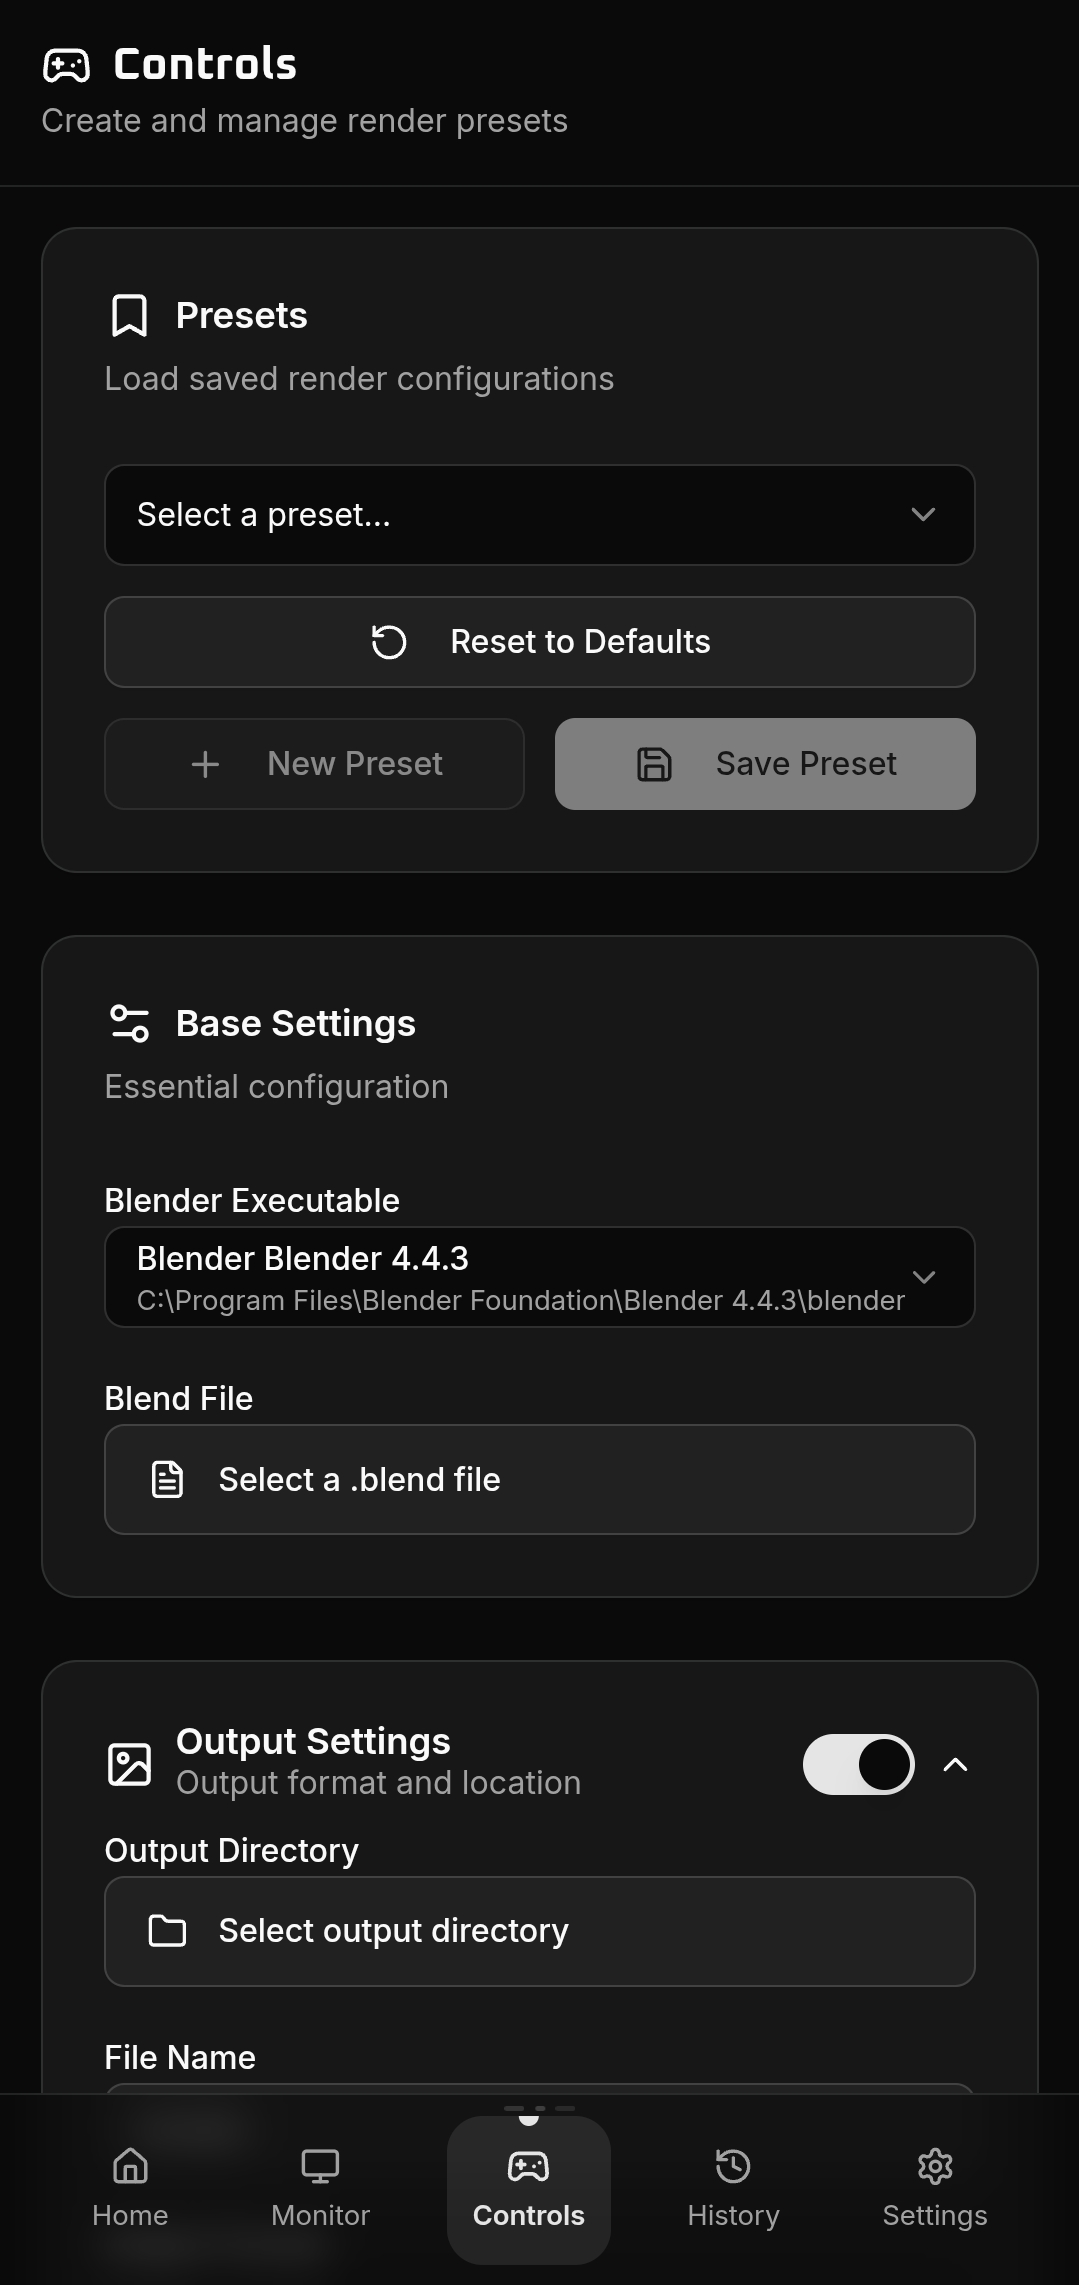 Controls
Create and manage render presets
Presets
Load saved render configurations
Select a preset...
Reset to Defaults
New Preset
Save Preset
Base Settings
Essential configuration
Blender Executable
Blender Blender 4.4.3
C:\Program Files\Blender Foundation\Blender 4.4.3\blender
Blend File
Select a .blend file
Output Settings
Output format and location
Output Directory
Select output directory
File Name
Home
Monitor
Controls
History
Settings